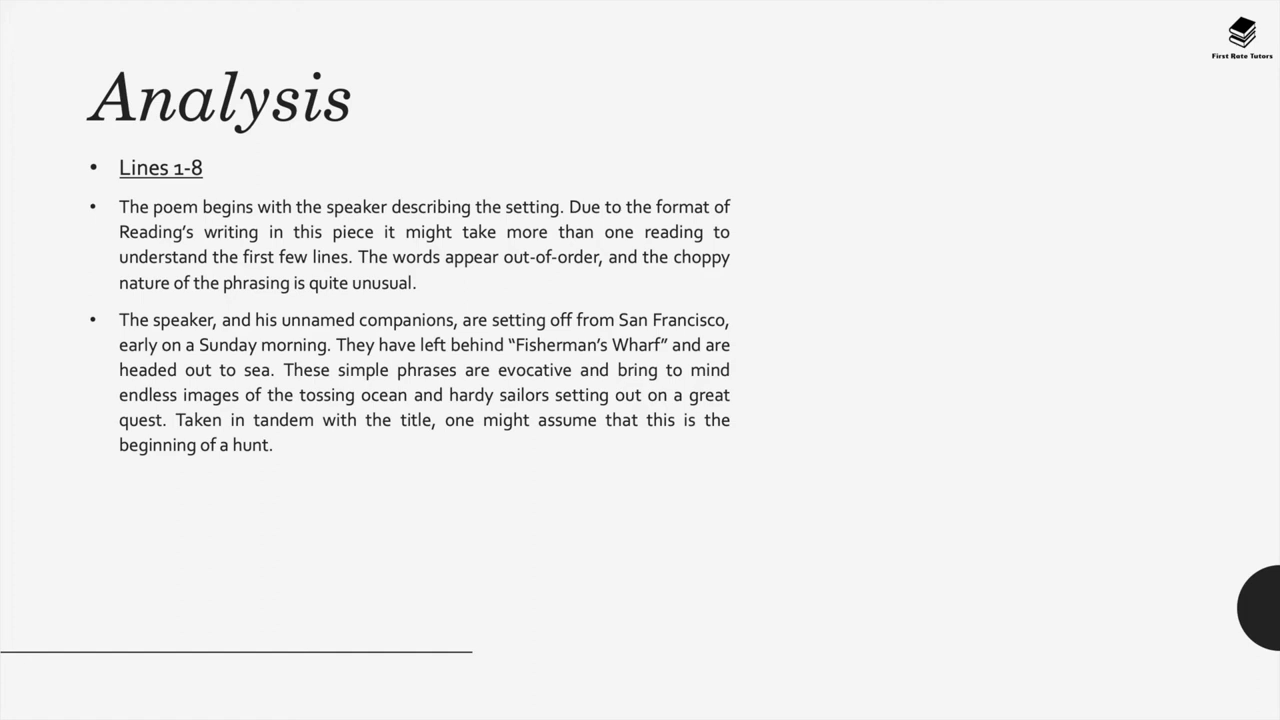 First Rate Tutors
Analysis
• Lines 1-8
• The poem begins with the speaker describing the setting. Due to the format of
Reading’s writing in this piece it might take more than one reading to
understand the first few lines. The words appear out-of-order, and the choppy
nature of the phrasing is quite unusual.
• The speaker, and his unnamed companions, are setting off from San Francisco,
early on a Sunday morning. They have left behind “Fisherman’s Wharf” and are
headed out to sea. These simple phrases are evocative and bring to mind
endless images of the tossing ocean and hardy sailors setting out on a great
quest. Taken in tandem with the title, one might assume that this is the
beginning of a hunt.